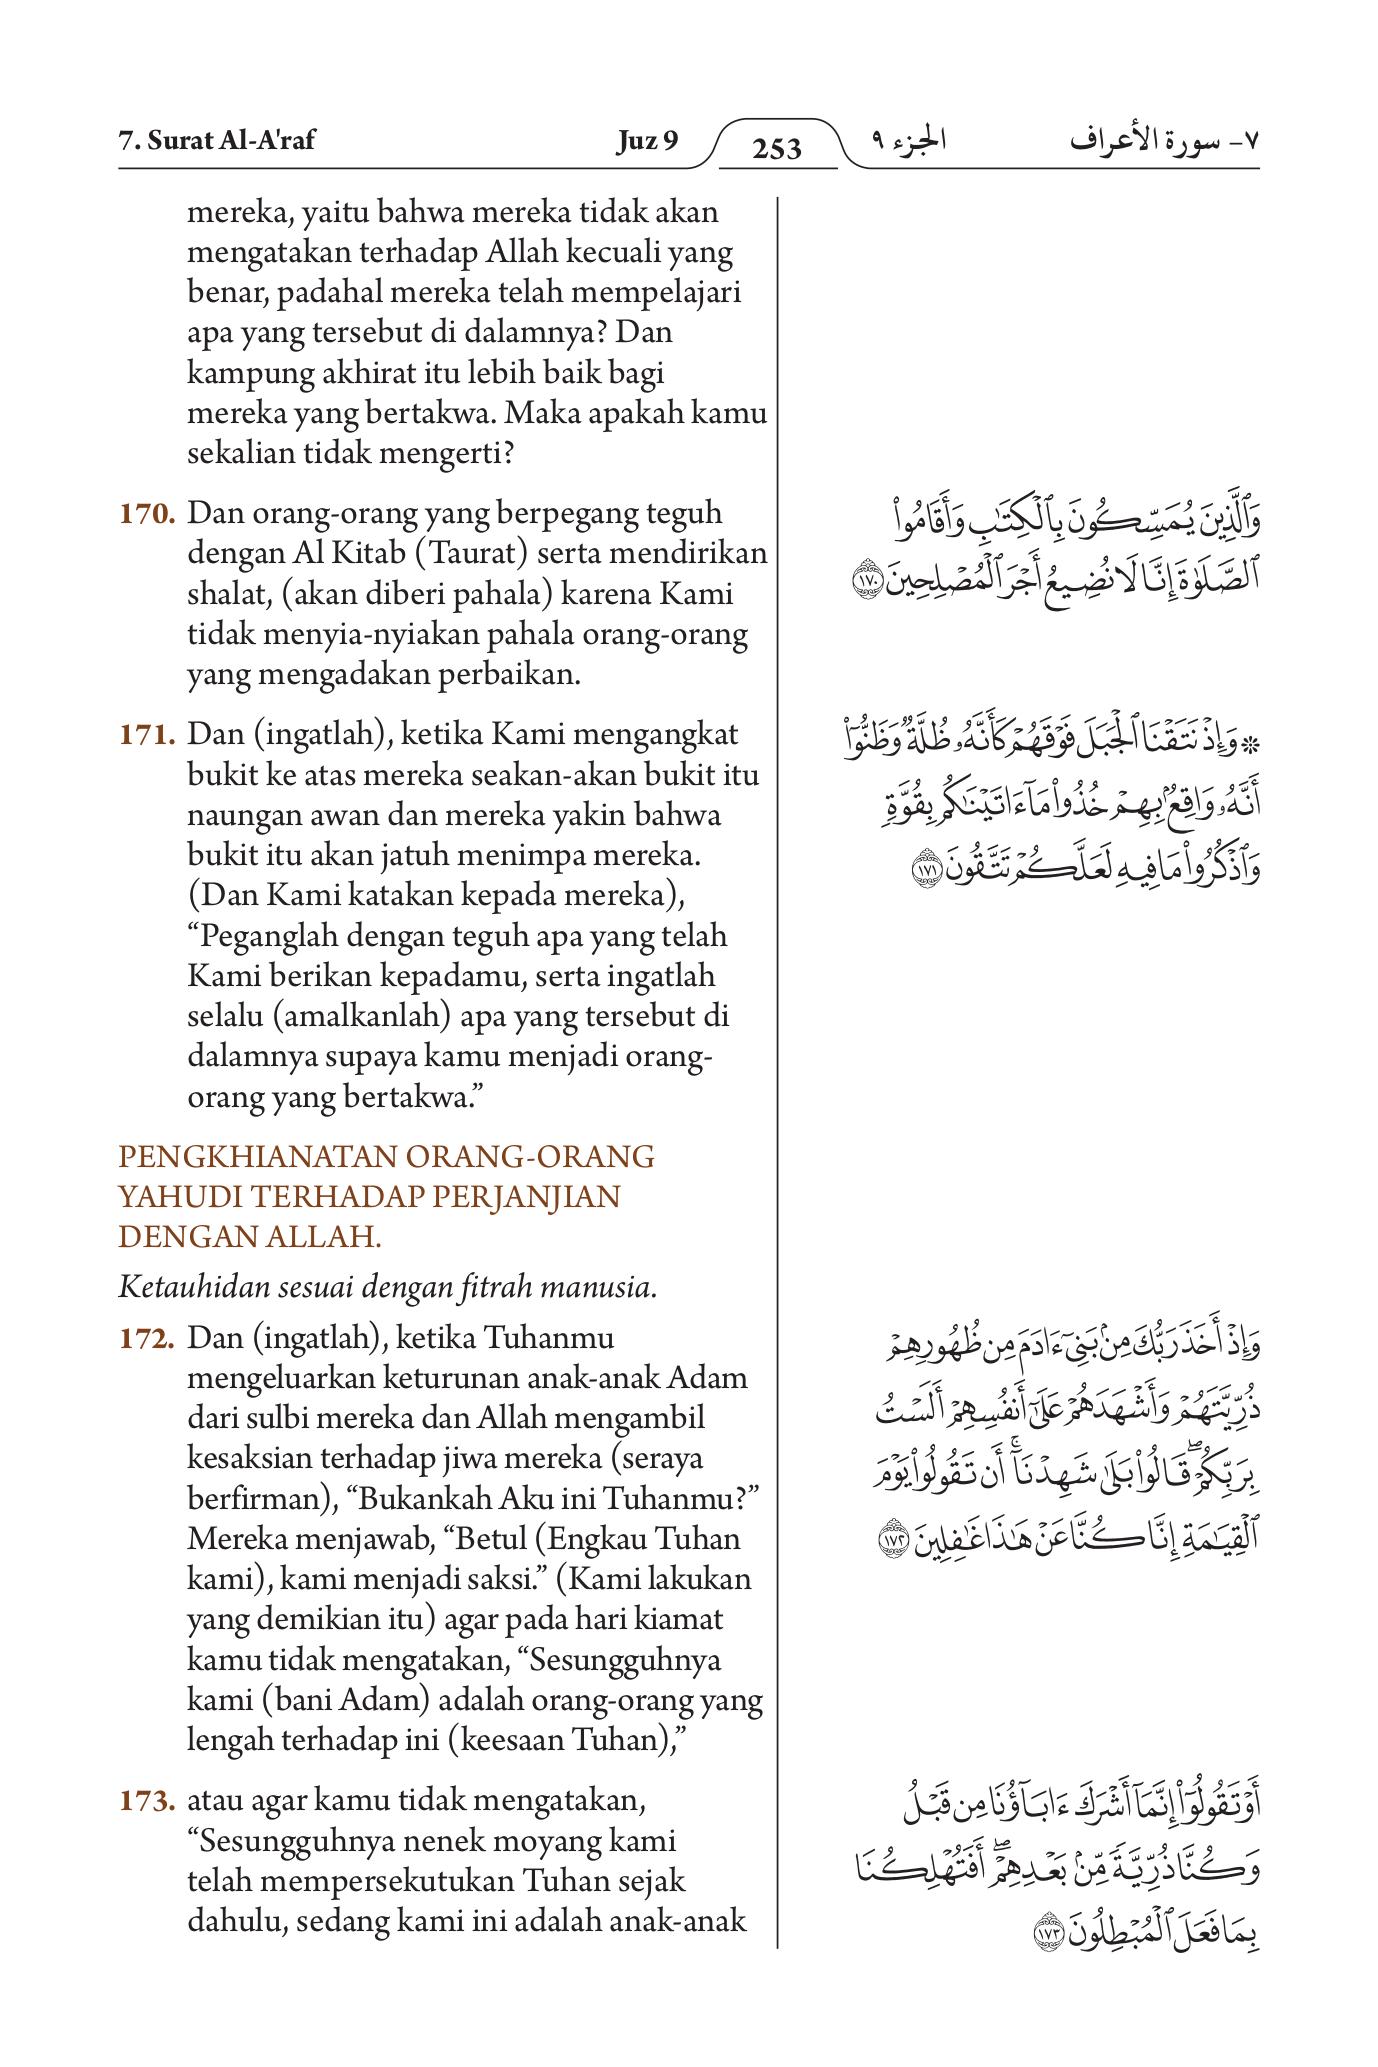 7. Surat Al-A'raf
Juz 9
253
الجزء ٩
٧- سورة الأعراف
mereka, yaitu bahwa mereka tidak akan
mengatakan terhadap Allah kecuali yang
benar, padahal mereka telah mempelajari
apa yang tersebut di dalamnya? Dan
kampung akhirat itu lebih baik bagi
mereka yang bertakwa. Maka apakah kamu
sekalian tidak mengerti?
170. Dan orang-orang yang berpegang teguh
dengan Al Kitab (Taurat) serta mendirikan
shalat, (akan diberi pahala) karena Kami
tidak menyia-nyiakan pahala orang-orang
yang mengadakan perbaikan.
171. Dan (ingatlah), ketika Kami mengangkat
bukit ke atas mereka seakan-akan bukit itu
naungan awan dan mereka yakin bahwa
bukit itu akan jatuh menimpa mereka.
(Dan Kami katakan kepada mereka),
“Peganglah dengan teguh apa yang telah
Kami berikan kepadamu, serta ingatlah
selalu (amalkanlah) apa yang tersebut di
dalamnya supaya kamu menjadi orang-
orang yang bertakwa.”
PENGKHIANATAN ORANG-ORANG
YAHUDI TERHADAP PERJANJIAN
DENGAN ALLAH.
Ketauhidan sesuai dengan fitrah manusia.
172. Dan (ingatlah), ketika Tuhanmu
mengeluarkan keturunan anak-anak Adam
dari sulbi mereka dan Allah mengambil
kesaksian terhadap jiwa mereka (seraya
berfirman), “Bukankah Aku ini Tuhanmu?”
Mereka menjawab, “Betul (Engkau Tuhan
kami), kami menjadi saksi.” (Kami lakukan
yang demikian itu) agar pada hari kiamat
kamu tidak mengatakan, “Sesungguhnya
kami (bani Adam) adalah orang-orang yang
lengah terhadap ini (keesaan Tuhan),”
173. atau agar kamu tidak mengatakan,
“Sesungguhnya nenek moyang kami
telah mempersekutukan Tuhan sejak
dahulu, sedang kami ini adalah anak-anak
وَٱلَّذِينَ يُمَسِّكُونَ بِٱلْكِتَٰبِ وَأَقَامُوا۟
ٱلصَّلَوٰةَ إِنَّا لَا نُضِيعُ أَجْرَ ٱلْمُصْلِحِينَ ١٧٠
۞ وَإِذْ نَتَقْنَا ٱلْجَبَلَ فَوْقَهُمْ كَأَنَّهُۥ ظُلَّةٌ وَظَنُّوٓا۟
أَنَّهُۥ وَاقِعٌۢ بِهِمْ خُذُوا۟ مَآ ءَاتَيْنَٰكُم بِقُوَّةٍ
وَٱذْكُرُوا۟ مَا فِيهِ لَعَلَّكُمْ تَتَّقُونَ ١٧١
وَإِذْ أَخَذَ رَبُّكَ مِنۢ بَنِىٓ ءَادَمَ مِن ظُهُورِهِمْ
ذُرِّيَّتَهُمْ وَأَشْهَدَهُمْ عَلَىٰٓ أَنفُسِهِمْ أَلَسْتُ
بِرَبِّكُمْ ۖ قَالُوا۟ بَلَىٰ شَهِدْنَآ ۛ أَن تَقُولُوا۟ يَوْمَ
ٱلْقِيَٰمَةِ إِنَّا كُنَّا عَنْ هَٰذَا غَٰفِلِينَ ١٧٢
أَوْ تَقُولُوٓا۟ إِنَّمَآ أَشْرَكَ ءَابَآؤُنَا مِن قَبْلُ
وَكُنَّا ذُرِّيَّةً مِّنۢ بَعْدِهِمْ ۖ أَفَتُهْلِكُنَا
بِمَا فَعَلَ ٱلْمُبْطِلُونَ ١٧٣